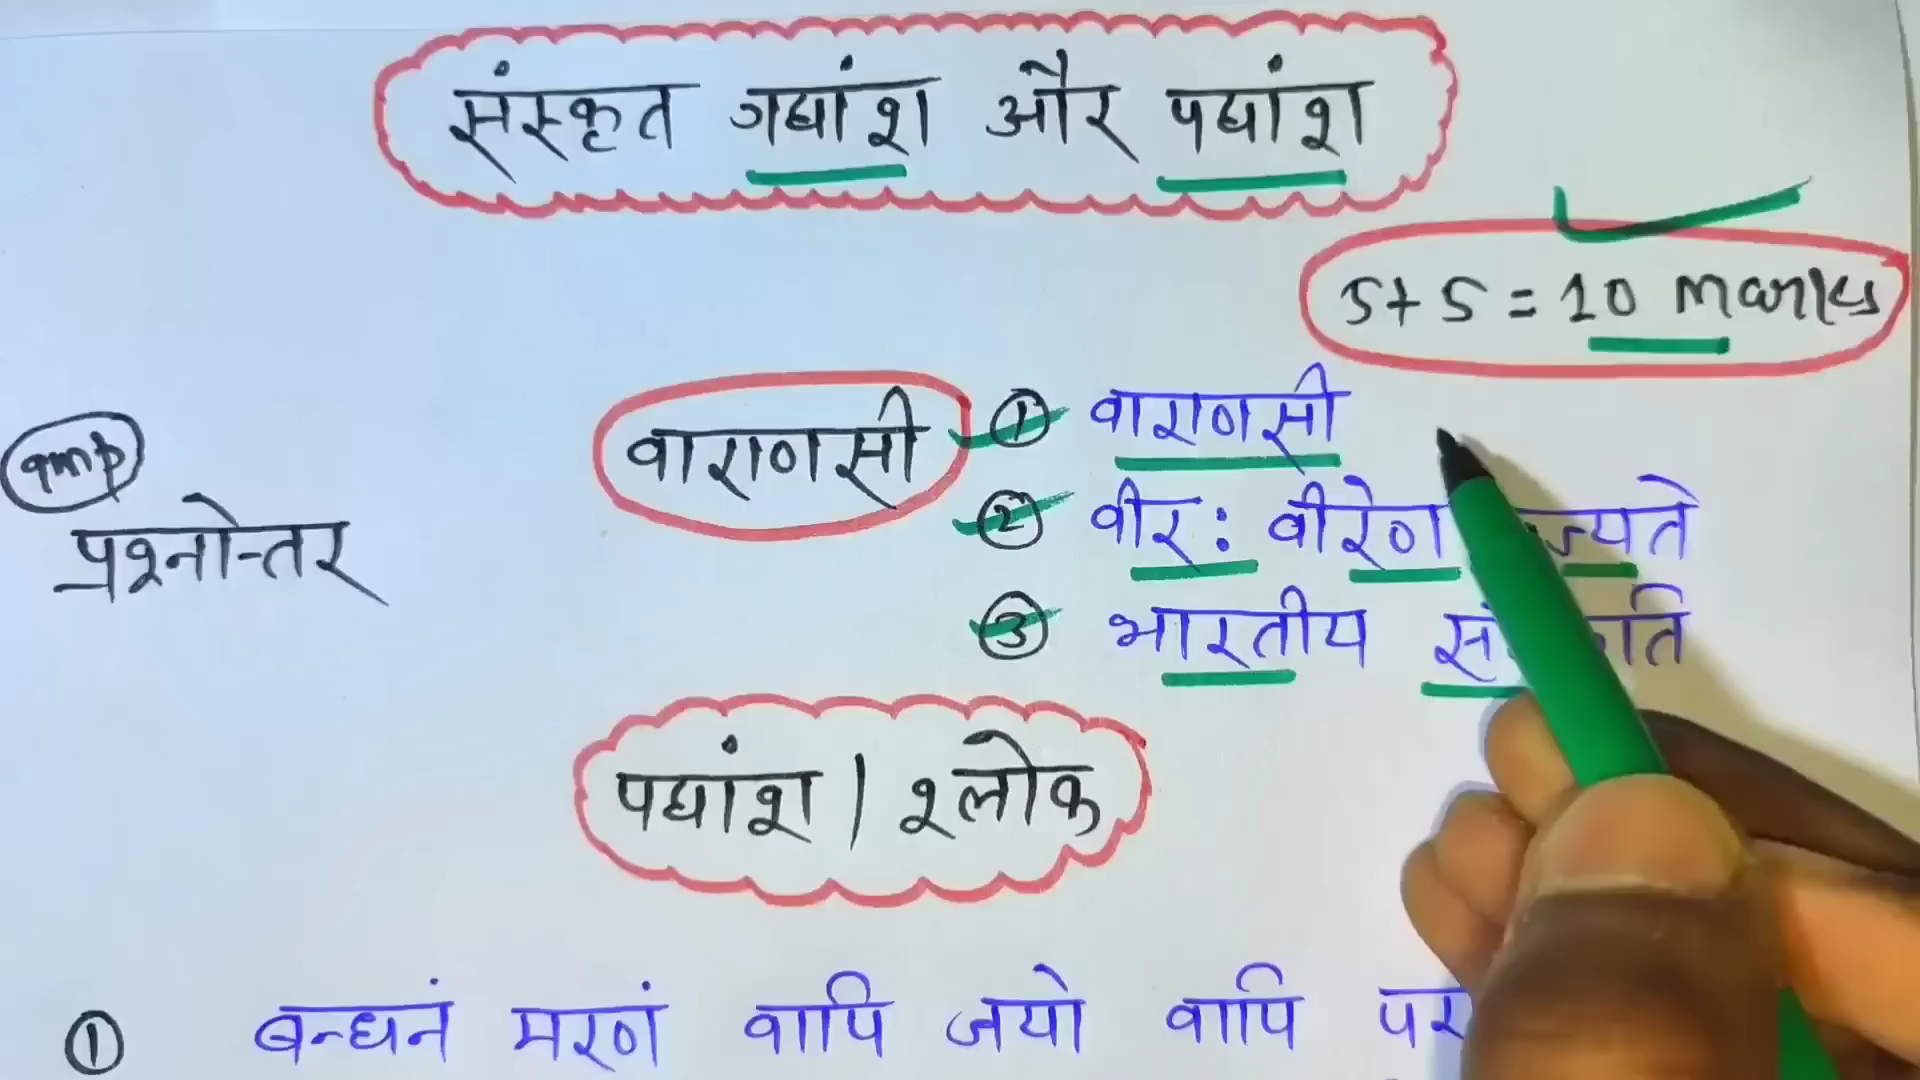 संस्कृत गद्यांश और पद्यांश
5+5 = 10 Marks
वाराणसी
① वाराणसी
② वीर: वीरेण
③ भारतीय
imp
प्रश्नोत्तर
पद्यांश / श्लोक
① बन्धनं मरणं वापि जयो वापि